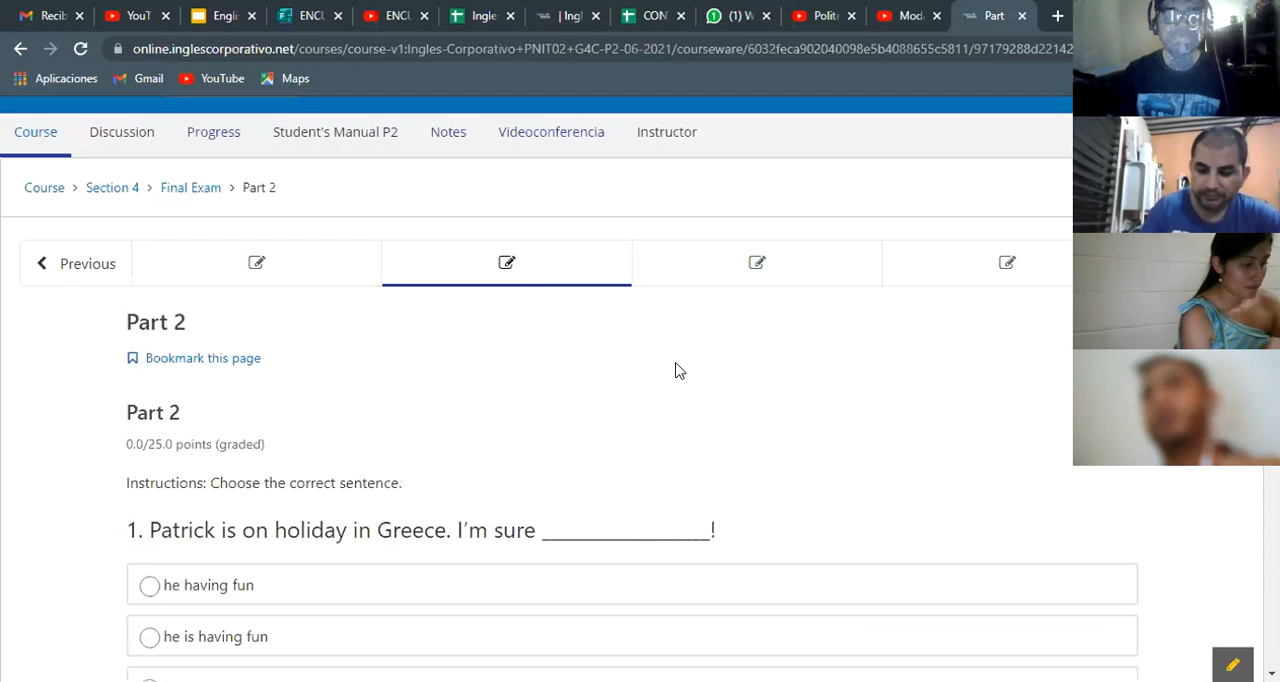 Recib
YouT
Engli
ENCU
ENCU
Ingle
| Ingl
CON
(1) W
Polit
Mod
Part
online.inglescorporativo.net/courses/course-v1:Ingles-Corporativo+PNIT02+G4C-P2-06-2021/courseware/6032feca902040098e5b4088655c5811/97179288d22142
Aplicaciones Gmail YouTube Maps
Course Discussion Progress Student's Manual P2 Notes Videoconferencia Instructor
Course > Section 4 > Final Exam > Part 2
Previous
Part 2
Bookmark this page
Part 2
0.0/25.0 points (graded)
Instructions: Choose the correct sentence.
1. Patrick is on holiday in Greece. I'm sure _______________!
he having fun
he is having fun